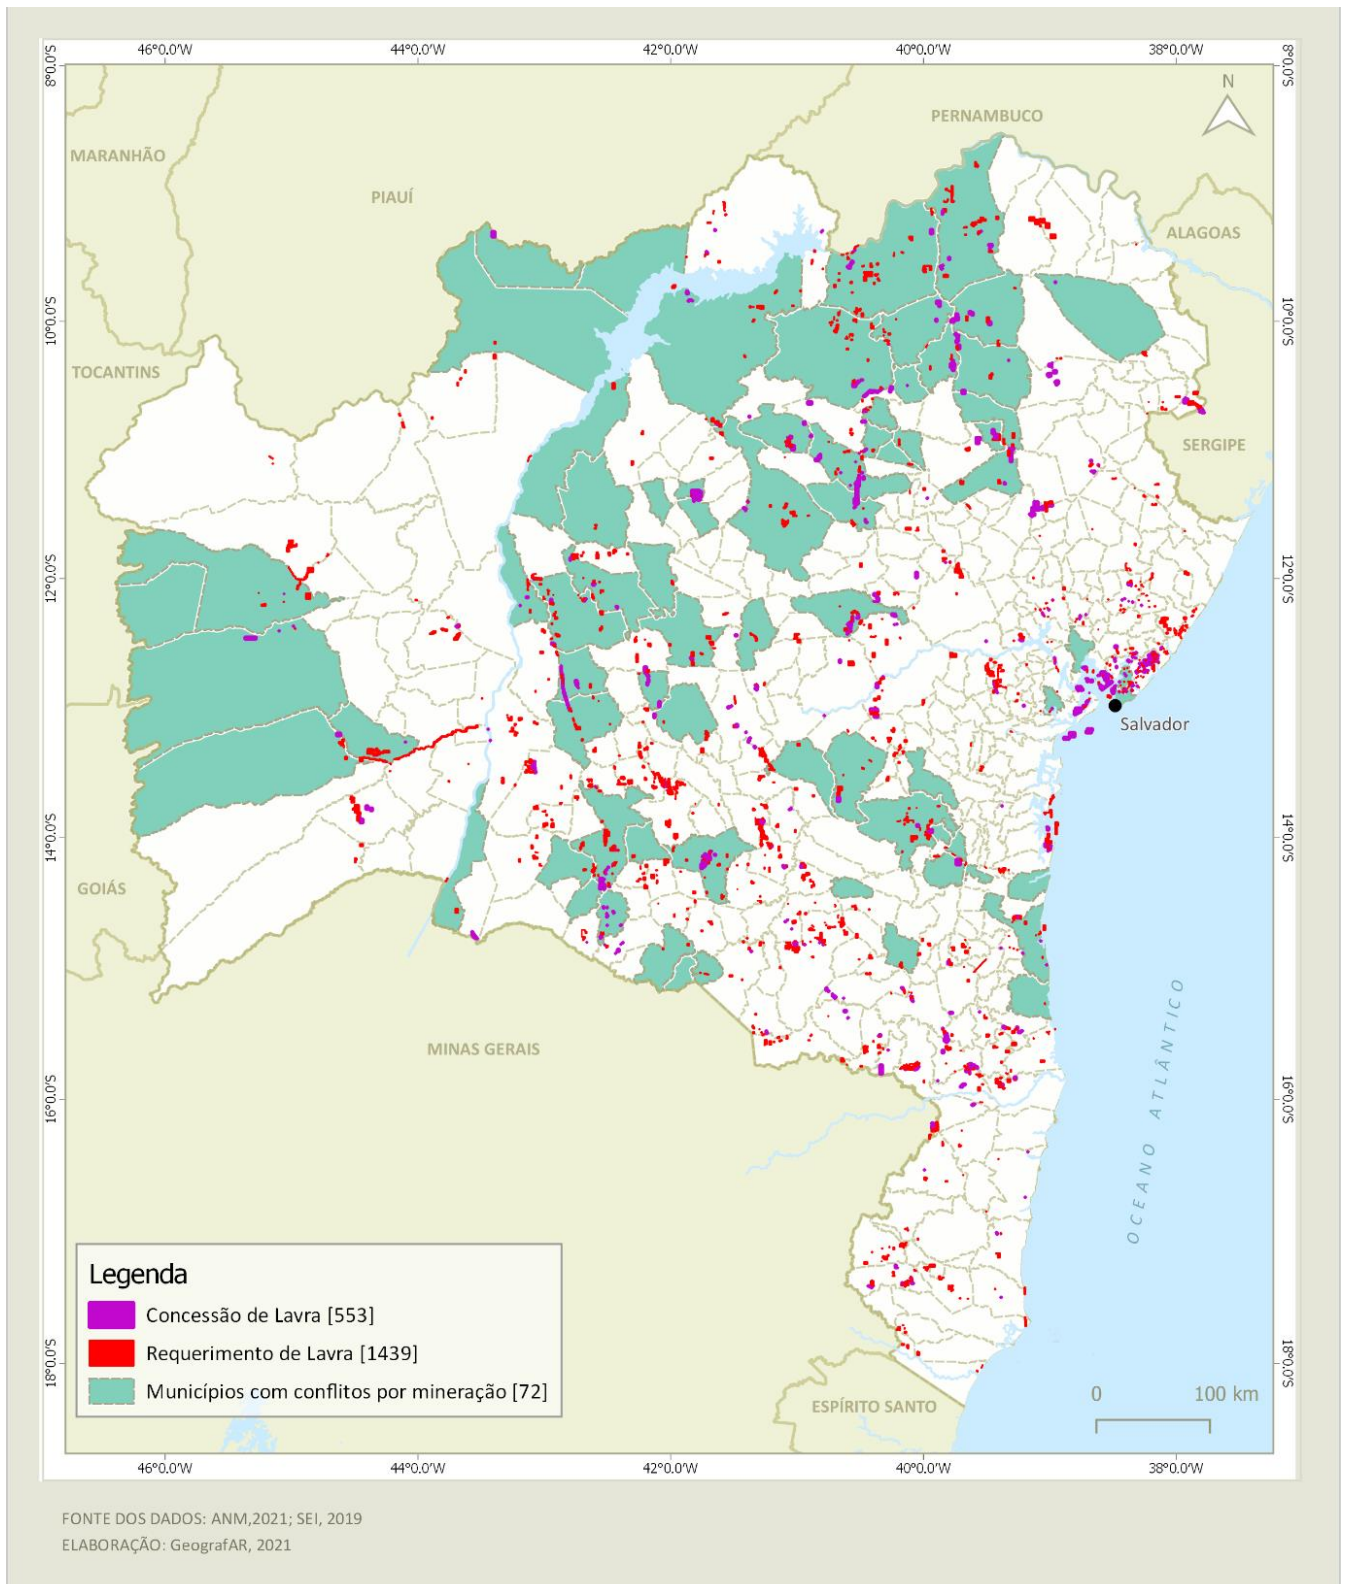 46°0.0'W 44°0.0'W 42°0.0'W 40°0.0'W 38°0.0'W
8°0.0'S 8°0.0'S
N
PERNAMBUCO
MARANHÃO
PIAUÍ
ALAGOAS
10°0.0'S 10°0.0'S
TOCANTINS
SERGIPE
12°0.0'S 12°0.0'S
Salvador
14°0.0'S 14°0.0'S
GOIÁS
MINAS GERAIS
OCEANO ATLÂNTICO
16°0.0'S 16°0.0'S
Legenda
Concessão de Lavra [553]
Requerimento de Lavra [1439]
Municípios com conflitos por mineração [72]
18°0.0'S 18°0.0'S
ESPÍRITO SANTO
0 100 km
46°0.0'W 44°0.0'W 42°0.0'W 40°0.0'W 38°0.0'W
FONTE DOS DADOS: ANM,2021; SEI, 2019
ELABORAÇÃO: GeografAR, 2021